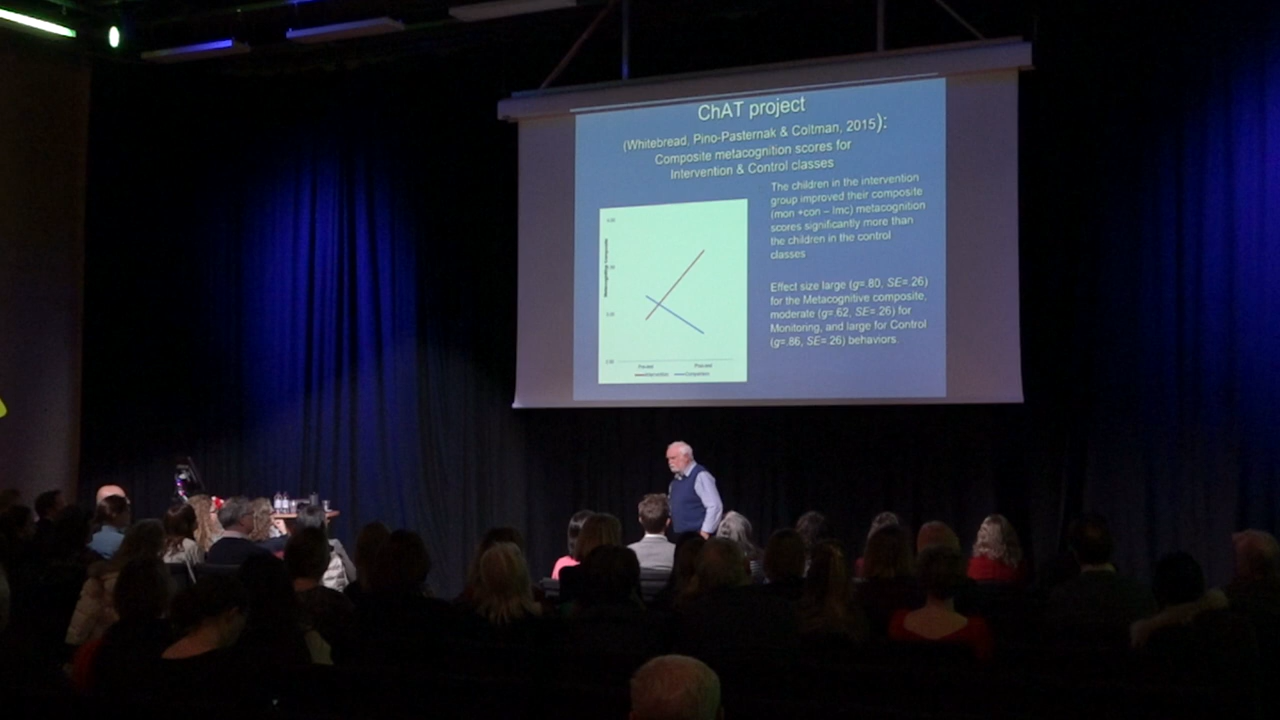 ChAT project
(Whitebread, Pino-Pasternak & Coltman, 2015):
Composite metacognition scores for
Intervention & Control classes
The children in the intervention
group improved their composite
(mon +con – lmc) metacognition
scores significantly more than
the children in the control
classes
Effect size large (g=.80, SE=.26)
for the Metacognitive composite,
moderate (g=.62, SE=.26) for
Monitoring, and large for Control
(g=.86, SE=.26) behaviors.